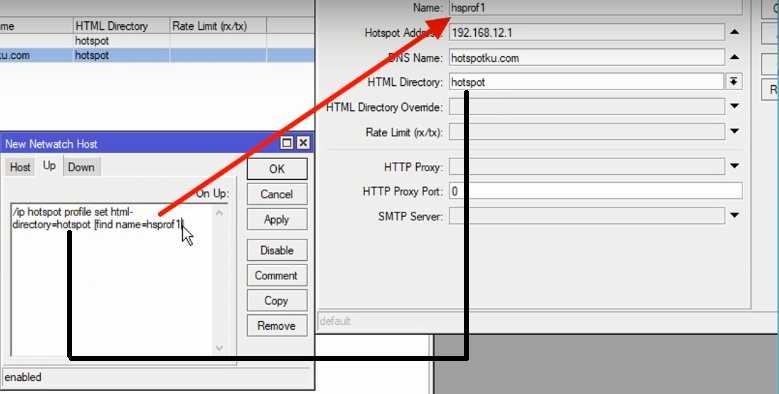 me
HTML Directory
Rate Limit (rx/tx)
hotspot
ku.com
hotspot
Name:
hsprof1
Hotspot Address:
192.168.12.1
DNS Name:
hotspotku.com
HTML Directory:
hotspot
HTML Directory Override:
Rate Limit (rx/tx):
HTTP Proxy:
HTTP Proxy Port:
0
SMTP Server:
default
New Netwatch Host
Host
Up
Down
On Up:
/ip hotspot profile set html-
directory=hotspot [find name=hsprof1]
OK
Cancel
Apply
Disable
Comment
Copy
Remove
enabled